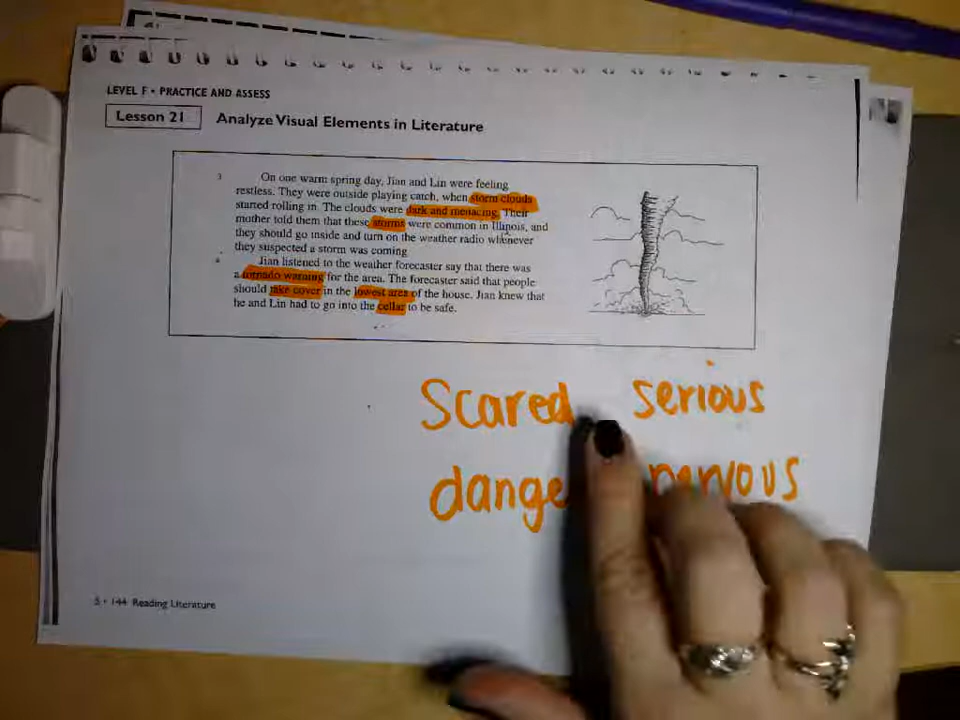 LEVEL F • PRACTICE AND ASSESS
Lesson 21 Analyze Visual Elements in Literature
3 On one warm spring day, Jian and Lin were feeling
restless. They were outside playing catch, when storm clouds
started rolling in. The clouds were dark and menacing. Their
mother told them that these storms were common in Illinois, and
they should go inside and turn on the weather radio whenever
they suspected a storm was coming.
4 Jian listened to the weather forecaster say that there was
a tornado warning for the area. The forecaster said that people
should take cover in the lowest area of the house. Jian knew that
he and Lin had to go into the cellar to be safe.
Scared serious
dange nervous
5 • 144 Reading Literature